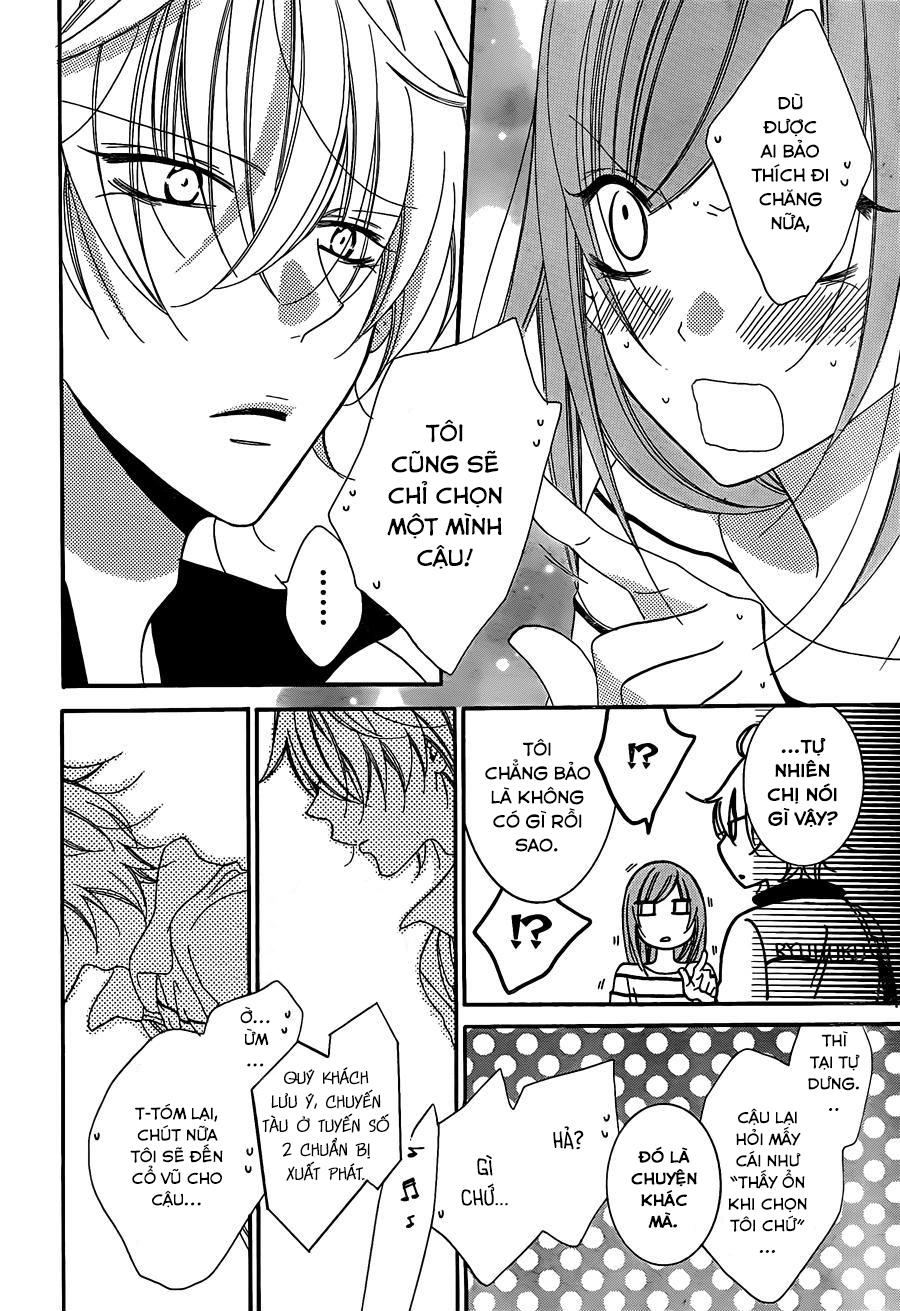 DÙ
ĐƯỢC
AI BẢO
THÍCH ĐI
CHĂNG
NỮA,
TÔI
CŨNG SẼ
CHỈ CHỌN
MỘT MÌNH
CẬU!
......
...TỰ
NHIÊN
CHỊ NÓI
GÌ VẬY?
!?
TÔI
CHẲNG BẢO
LÀ KHÔNG
CÓ GÌ RỒI
SAO.
!?
THÌ
TẠI TỰ
DƯNG.
..
CẬU LẠI
HỎI MẤY
CÁI NHƯ
“THẤY ỔN
KHI CHỌN
TÔI CHỨ”
...
ĐÓ LÀ
CHUYỆN
KHÁC
MÀ.
HẢ?
GÌ
CHỨ...
QUÝ KHÁCH
LƯU Ý, CHUYẾN
TÀU Ở TUYẾN SỐ
2 CHUẨN BỊ
XUẤT PHÁT.
Ờ...
ỪM
...
T-TÓM LẠI,
CHÚT NỮA
TÔI SẼ ĐẾN
CỔ VŨ CHO
CẬU...